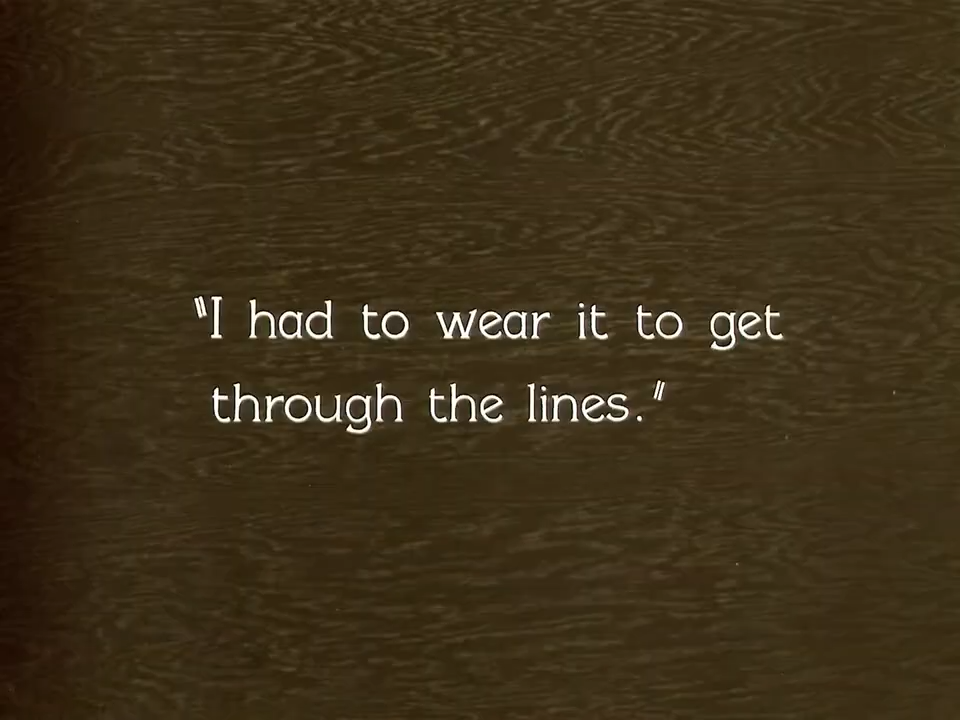 "I had to wear it to get
through the lines."